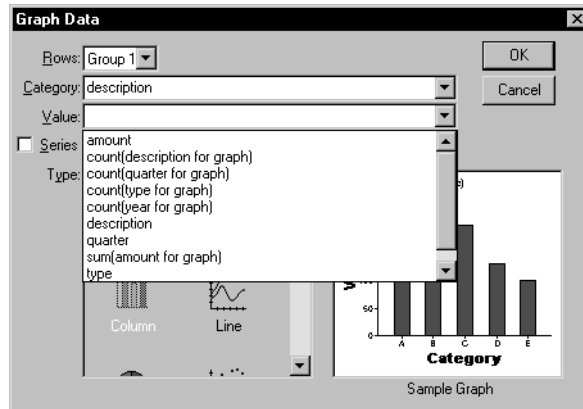 Graph Data
Rows: Group 1
OK
Category: description
Cancel
Value:
Series
Type:
amount
count(description for graph)
count(quarter for graph)
count(type for graph)
count(year for graph)
description
quarter
sum(amount for graph)
type
Column
Line
50-
0-
A B C D E
Category
Sample Graph